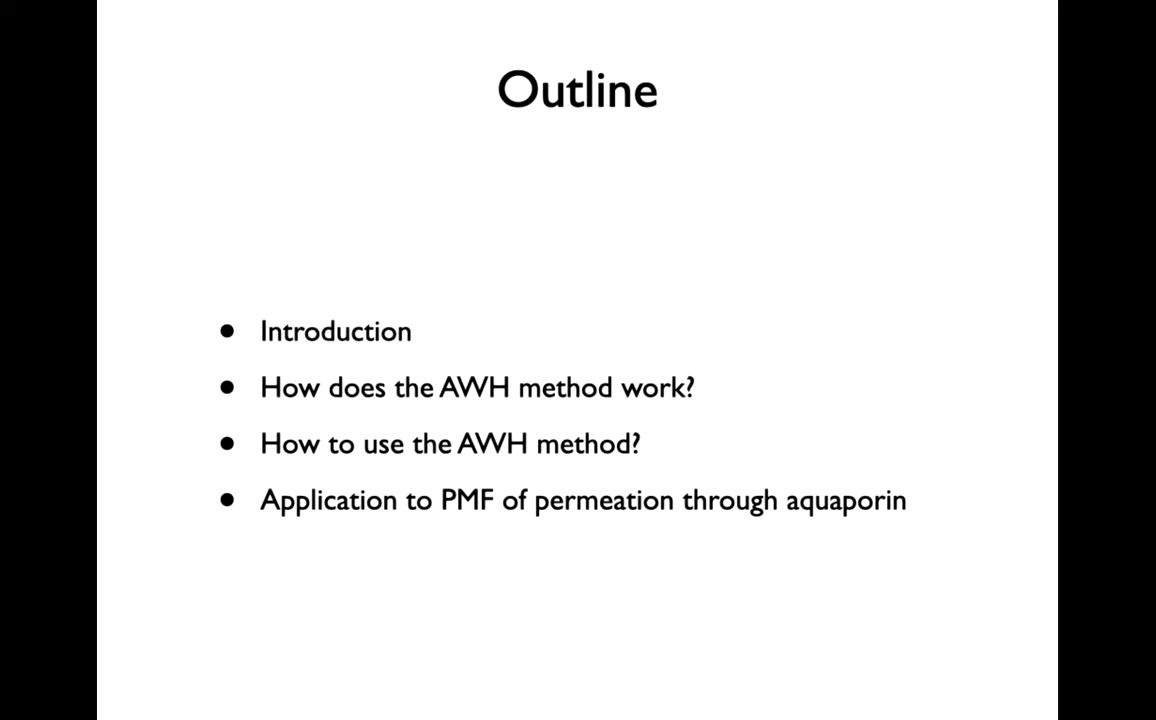 Outline
• Introduction
• How does the AWH method work?
• How to use the AWH method?
• Application to PMF of permeation through aquaporin